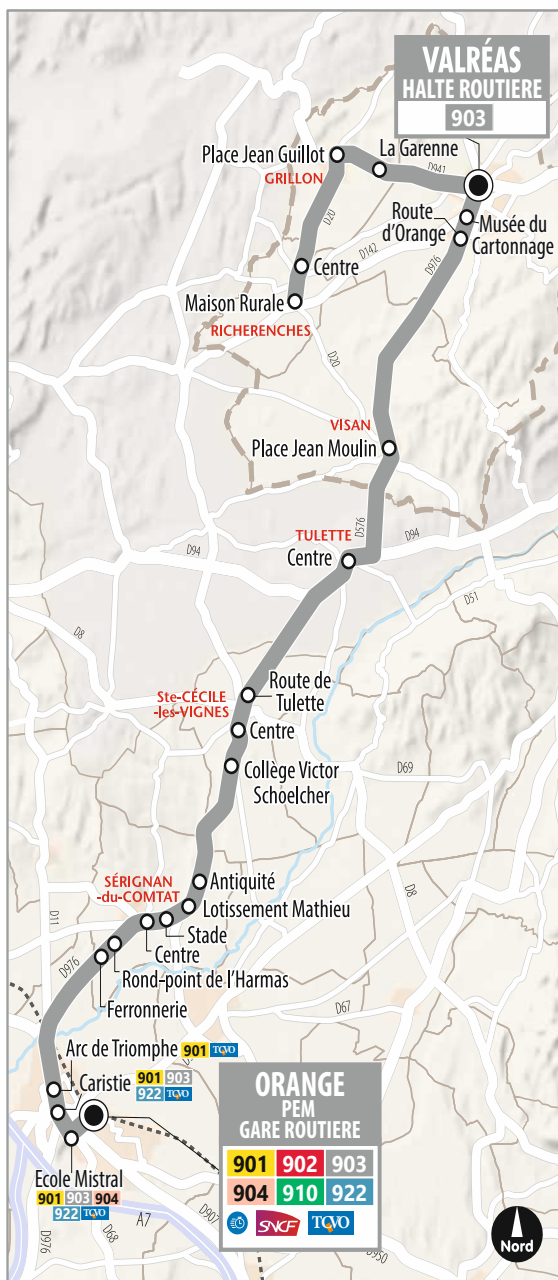 VALRÉAS
HALTE ROUTIERE
903
Place Jean Guillot
La Garenne
GRILLON
D941
D20
Route
d'Orange
Musée du
Cartonnage
D142
D976
Centre
Maison Rurale
RICHERENCHES
D20
VISAN
Place Jean Moulin
D576
TULETTE
D94
Centre
D94
D51
D8
Route de
Tulette
Ste-CÉCILE
-les-VIGNES
Centre
Collège Victor
Schoelcher
D69
D8
Antiquité
SÉRIGNAN
-du-COMTAT
Lotissement Mathieu
D11
Stade
Centre
D976
Rond-point de l'Harmas
Ferronnerie
D67
Arc de Triomphe 901 TCVO
Caristie 901 903
922 TCVO
ORANGE
PEM
GARE ROUTIERE
901 902 903
904 910 922
SNCF TCVO
Ecole Mistral
901 903 904
922 TCVO
A7
D907
D68
D976
D950
Nord